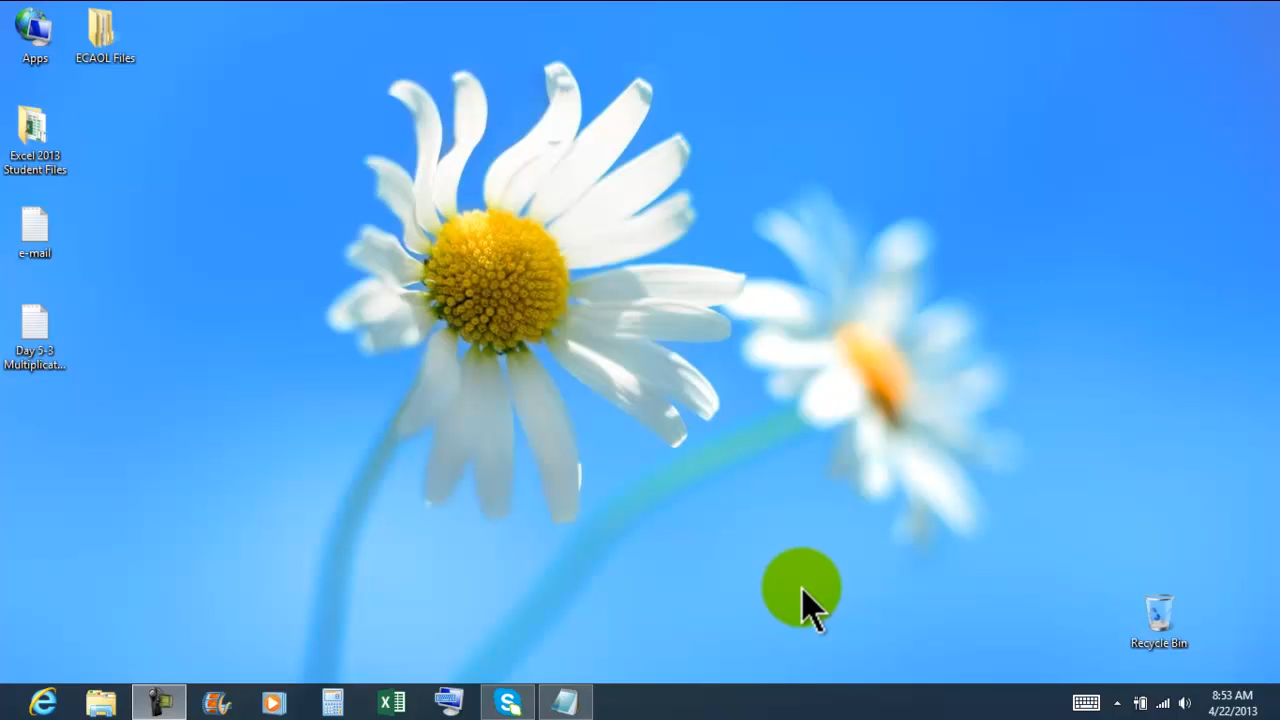 Apps
ECAOL Files
Excel 2013
Student Files
e-mail
Day 5-3
Multiplicat...
Recycle Bin
8:53 AM
4/22/2013